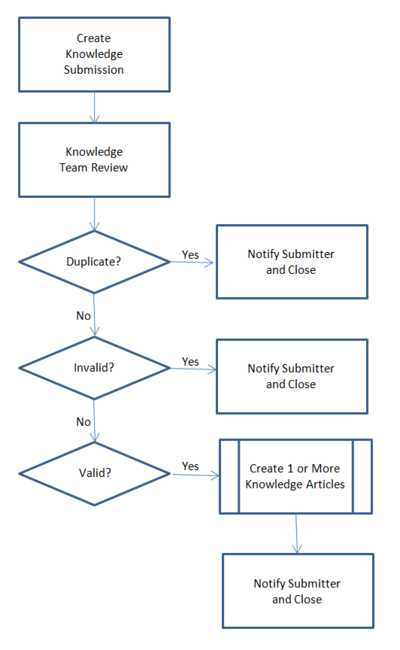 Create
Knowledge
Submission
Knowledge
Team Review
Duplicate?
Yes
Notify Submitter
and Close
No
Invalid?
Yes
Notify Submitter
and Close
No
Valid?
Yes
Create 1 or More
Knowledge Articles
Notify Submitter
and Close